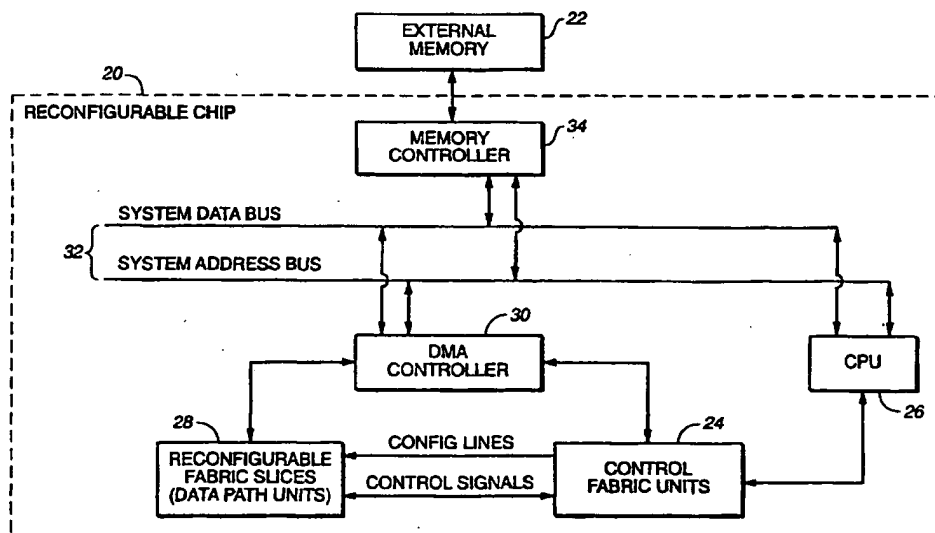 EXTERNAL
MEMORY
22
20
RECONFIGURABLE CHIP
MEMORY
CONTROLLER
34
SYSTEM DATA BUS
32
SYSTEM ADDRESS BUS
30
DMA
CONTROLLER
CPU
26
28
RECONFIGURABLE
FABRIC SLICES
(DATA PATH UNITS)
CONFIG LINES
CONTROL SIGNALS
24
CONTROL
FABRIC UNITS